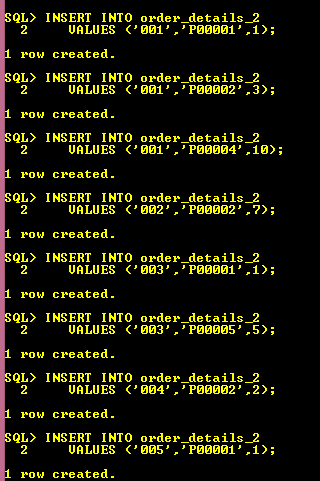 SQL> INSERT INTO order_details_2
2 VALUES ('001','P00001',1);
1 row created.
SQL> INSERT INTO order_details_2
2 VALUES ('001','P00002',3);
1 row created.
SQL> INSERT INTO order_details_2
2 VALUES ('001','P00004',10);
1 row created.
SQL> INSERT INTO order_details_2
2 VALUES ('002','P00002',7);
1 row created.
SQL> INSERT INTO order_details_2
2 VALUES ('003','P00001',1);
1 row created.
SQL> INSERT INTO order_details_2
2 VALUES ('003','P00005',5);
1 row created.
SQL> INSERT INTO order_details_2
2 VALUES ('004','P00002',2);
1 row created.
SQL> INSERT INTO order_details_2
2 VALUES ('005','P00001',1);
1 row created.